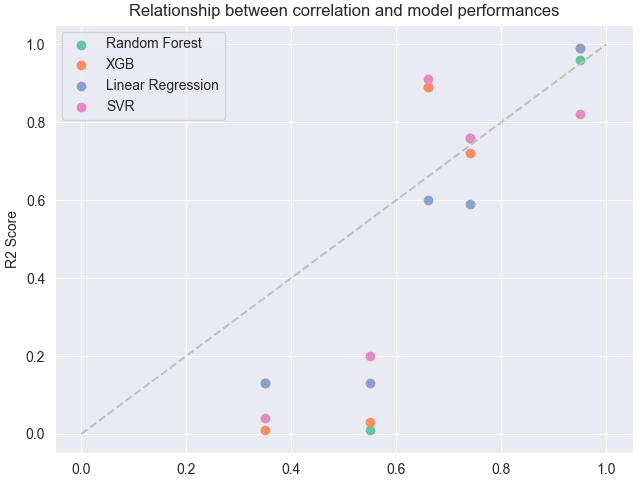 Relationship between correlation and model performances
Random Forest
XGB
Linear Regression
SVR
R2 Score
1.0
0.8
0.6
0.4
0.2
0.0
0.0 0.2 0.4 0.6 0.8 1.0